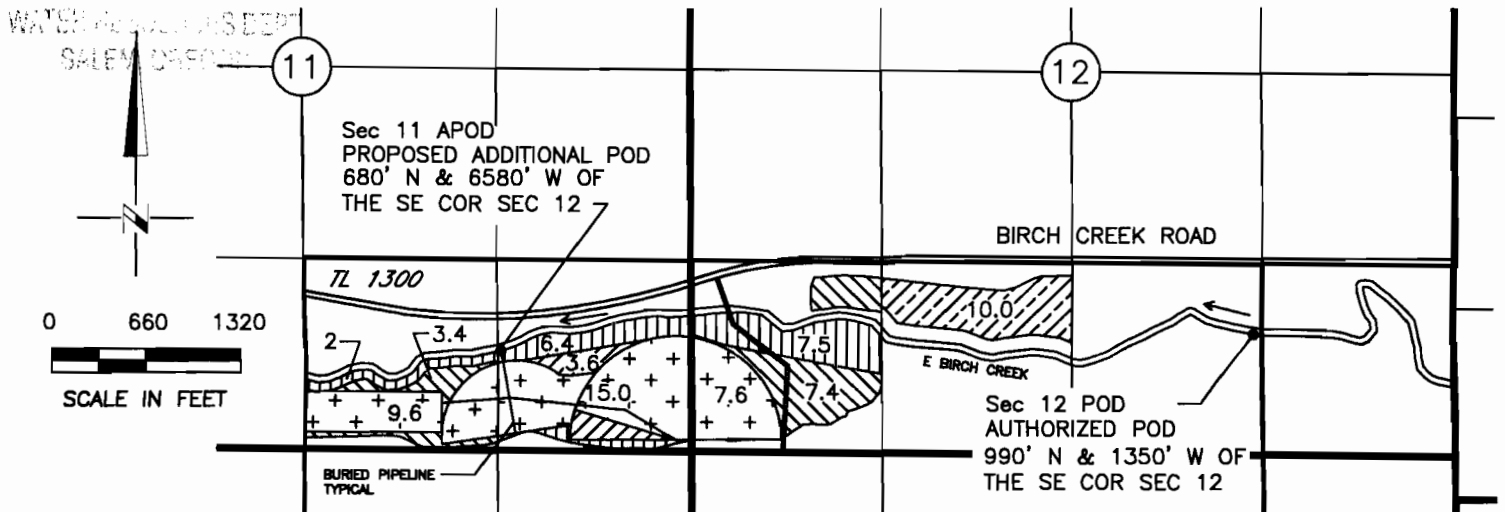 SALEM
11
12
Sec 11 APOD
PROPOSED ADDITIONAL POD
680' N & 6580' W OF
THE SE COR SEC 12
N
BIRCH CREEK ROAD
TL 1300
0 660 1320
SCALE IN FEET
2
3.4
6.4
3.6
15.0
9.6
7.6
7.5
7.4
10.0
E BIRCH CREEK
BURIED PIPELINE
TYPICAL
Sec 12 POD
AUTHORIZED POD
990' N & 1350' W OF
THE SE COR SEC 12